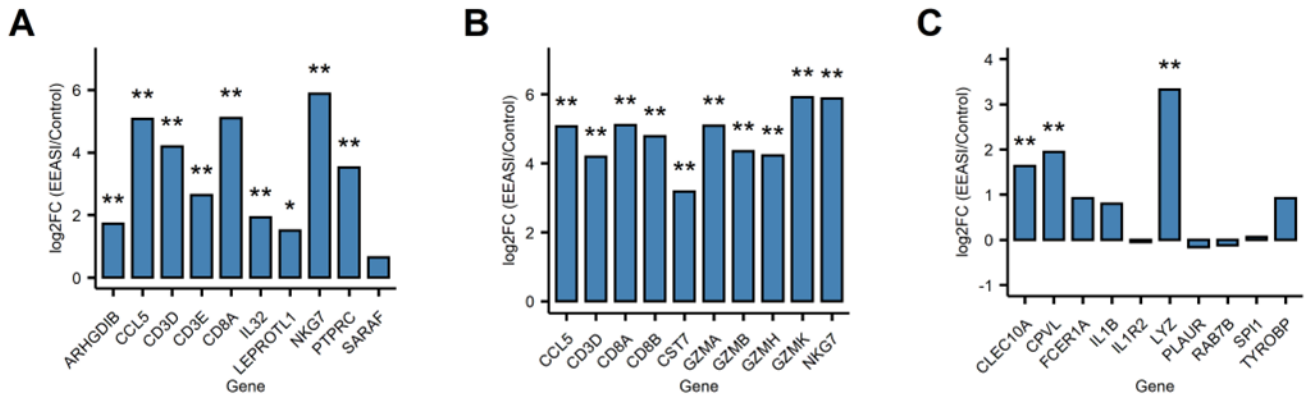 A
log2FC (EEASI/Control)
6
4
2
0
**
**
**
**
**
**
*
**
**
ARHGDIB
CCL5
CD3D
CD3E
CD8A
IL32
LEPROTL1
NKG7
PTPRC
SARAF
Gene
B
log2FC (EEASI/Control)
6
4
2
0
**
**
**
**
**
**
**
**
**
**
CCL5
CD3D
CD8A
CD8B
CST7
GZMA
GZMB
GZMH
GZMK
NKG7
Gene
C
log2FC (EEASI/Control)
4
3
2
1
0
-1
**
**
**
CLEC10A
CPVL
FCER1A
IL1B
IL1R2
LYZ
PLAUR
RAB7B
SPI1
TYROBP
Gene